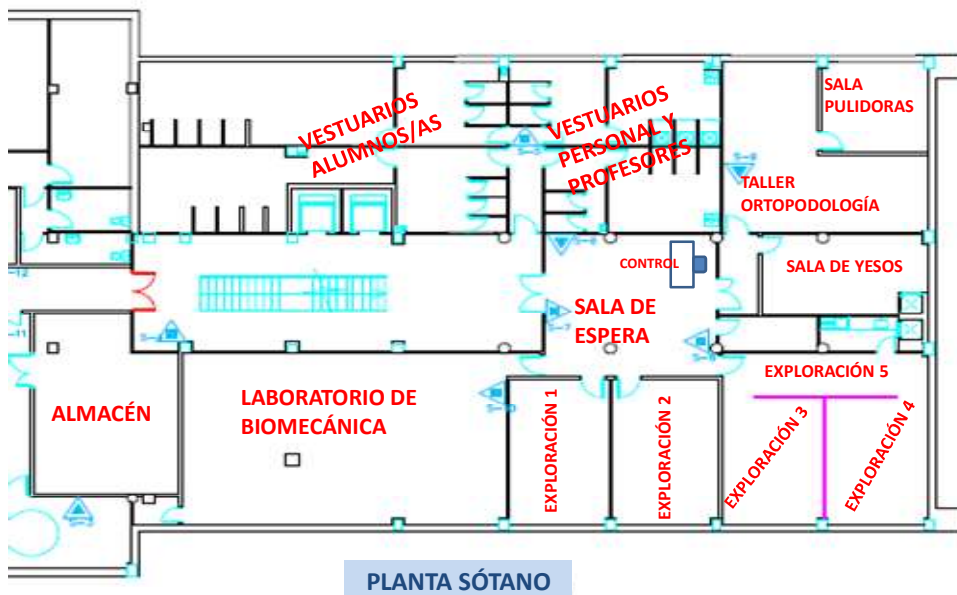 VESTUARIOS
ALUMNOS/AS
VESTUARIOS
PERSONAL Y
PROFESORES
SALA
PULIDORAS
TALLER
ORTOPODOLOGÍA
CONTROL
SALA DE YESOS
SALA DE
ESPERA
EXPLORACIÓN 5
ALMACÉN
LABORATORIO DE
BIOMECÁNICA
EXPLORACIÓN 1
EXPLORACIÓN 2
EXPLORACIÓN 3
EXPLORACIÓN 4
PLANTA SÓTANO